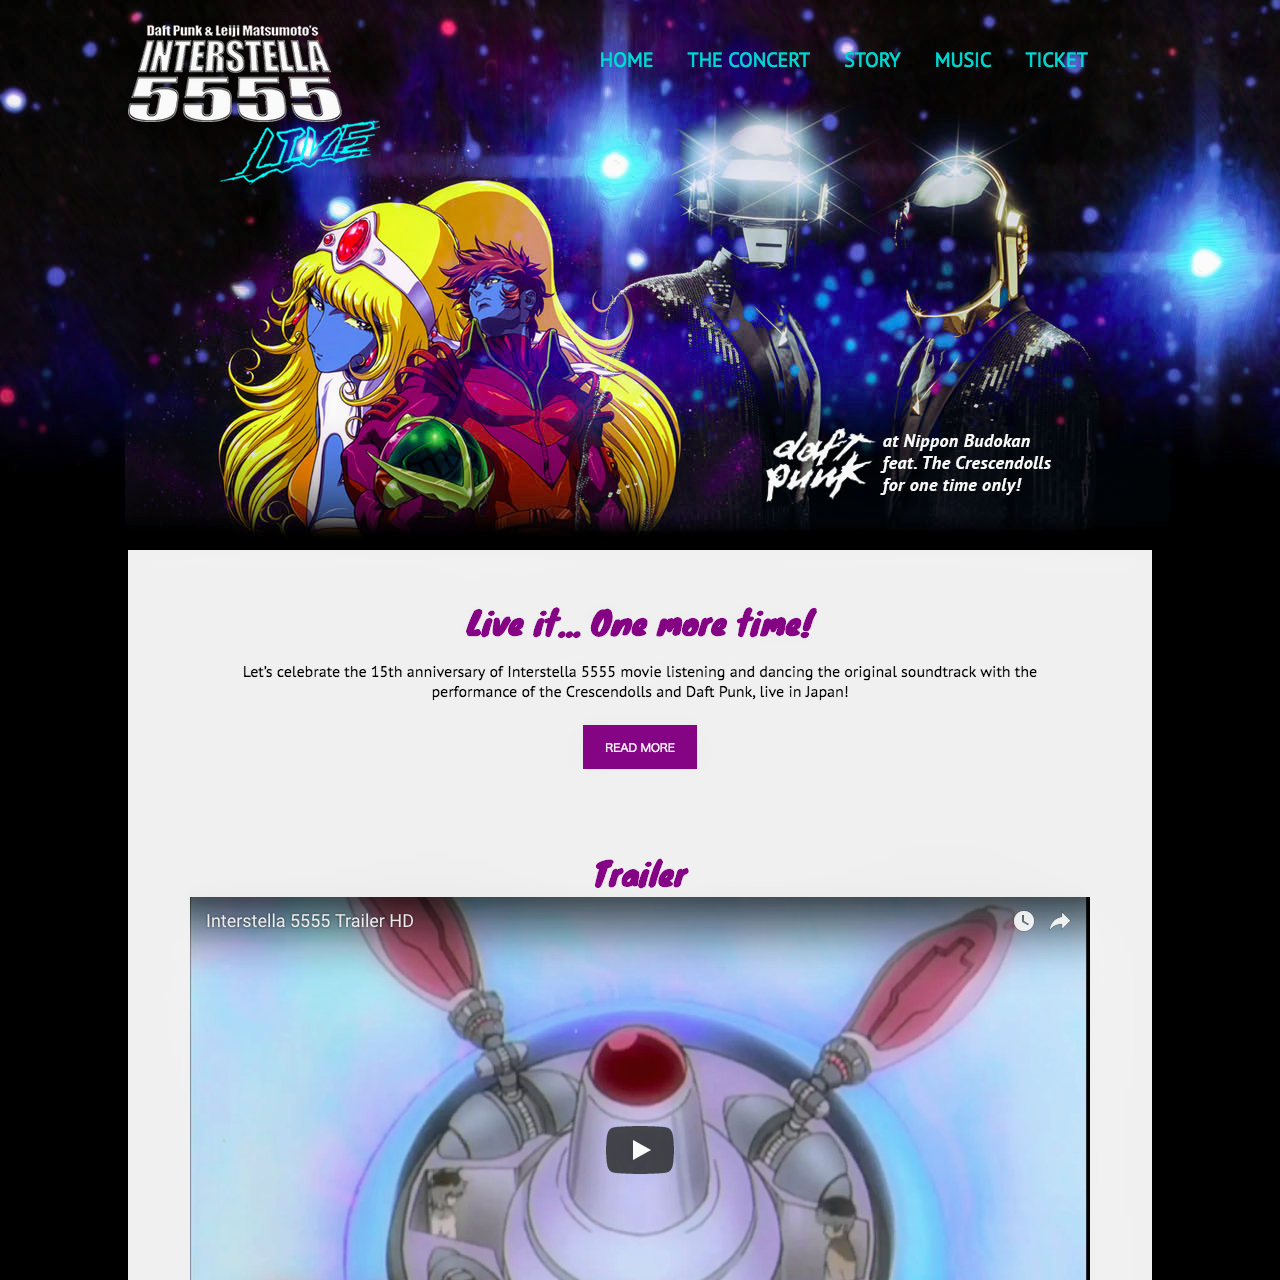 Daft Punk & Leiji Matsumoto's
INTERSTELLA
5555
LIVE
HOME THE CONCERT STORY MUSIC TICKET
daft punk
at Nippon Budokan
feat. The Crescendolls
for one time only!
Live it... One more time!
Let's celebrate the 15th anniversary of Interstella 5555 movie listening and dancing the original soundtrack with the
performance of the Crescendolls and Daft Punk, live in Japan!
READ MORE
Trailer
Interstella 5555 Trailer HD